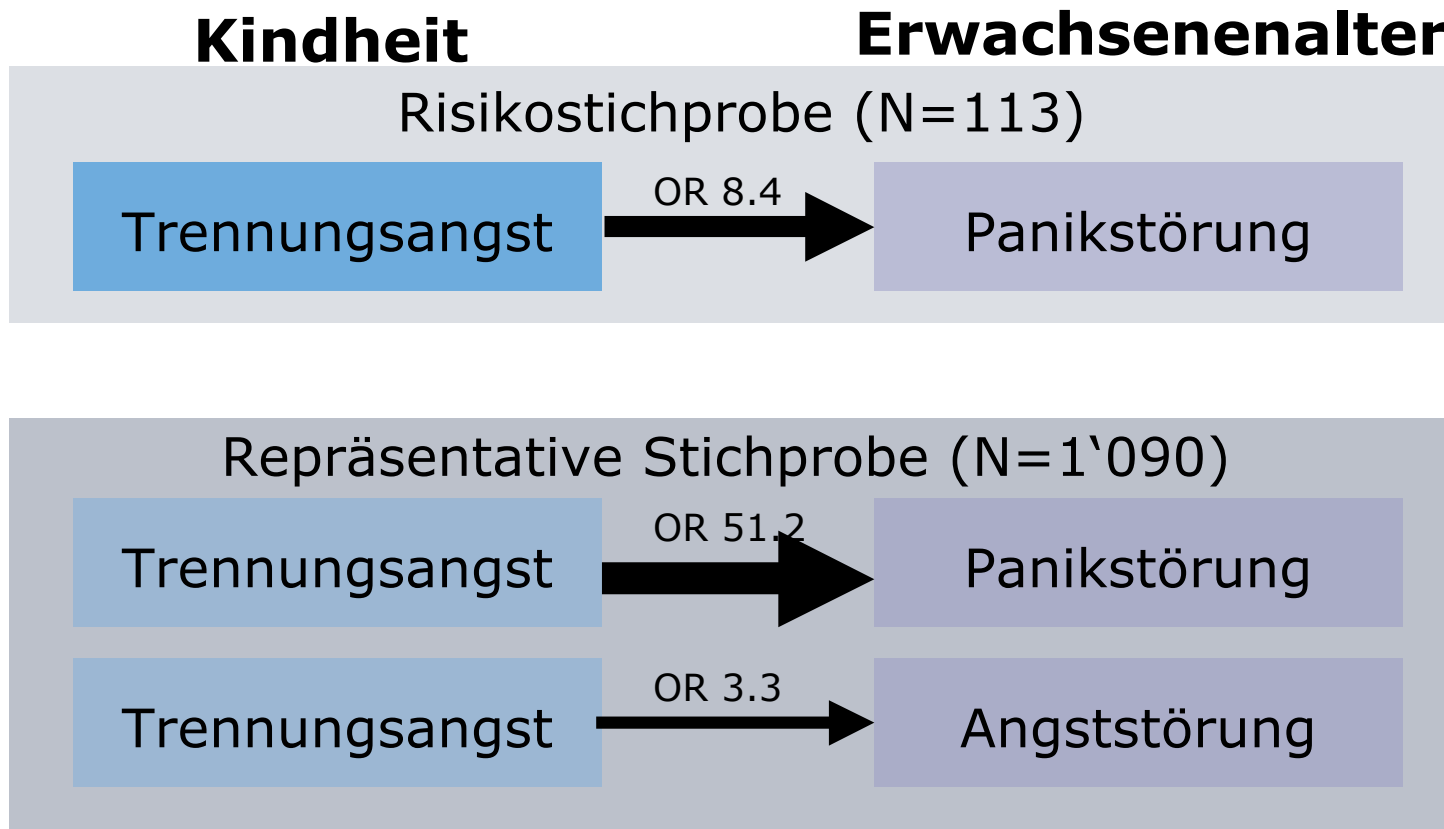 Kindheit
Erwachsenenalter
Risikostichprobe (N=113)
Trennungsangst
OR 8.4
Panikstörung
Repräsentative Stichprobe (N=1‘090)
Trennungsangst
OR 51.2
Panikstörung
Trennungsangst
OR 3.3
Angststörung